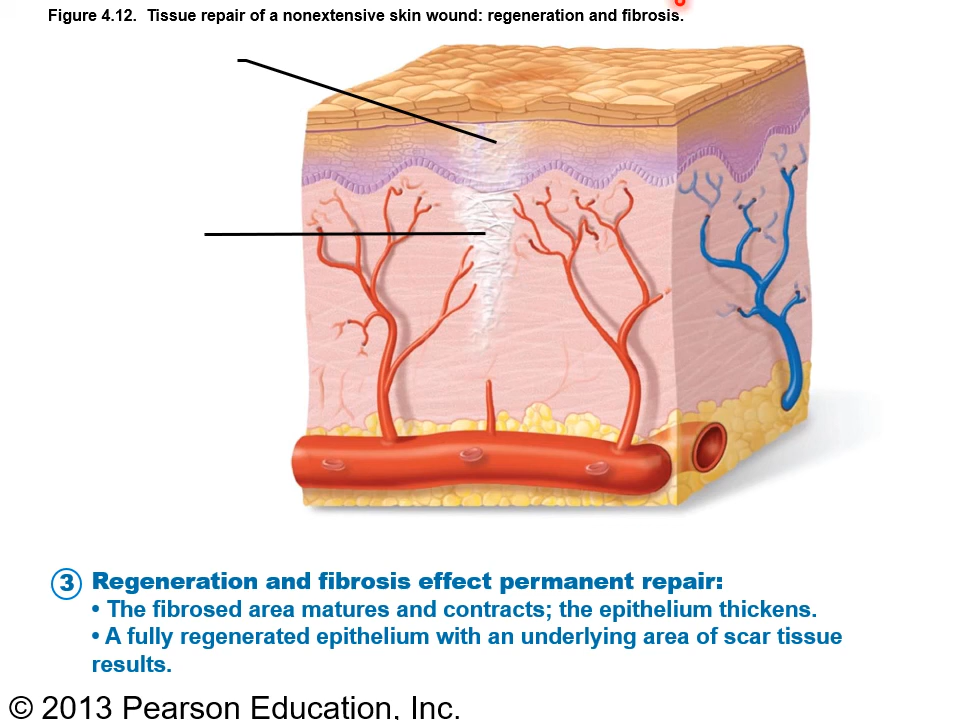 Figure 4.12. Tissue repair of a nonextensive skin wound: regeneration and fibrosis.
3 Regeneration and fibrosis effect permanent repair:
• The fibrosed area matures and contracts; the epithelium thickens.
• A fully regenerated epithelium with an underlying area of scar tissue
results.
© 2013 Pearson Education, Inc.